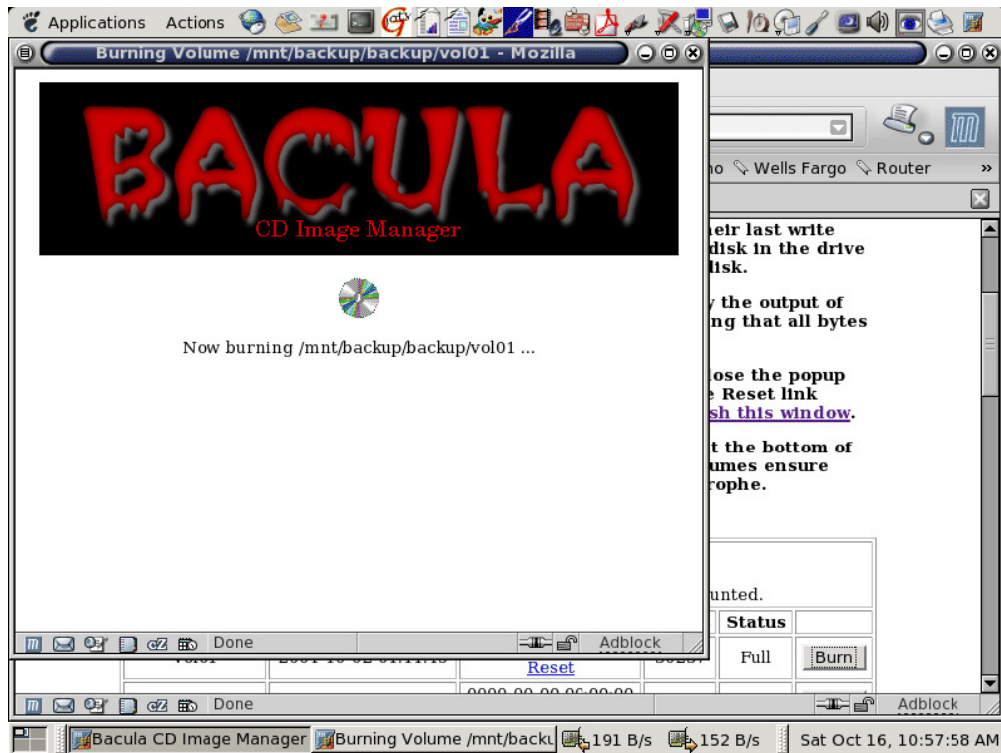 Applications Actions
Burning Volume /mnt/backup/backup/vol01 - Mozilla
BACULA
CD Image Manager
Now burning /mnt/backup/backup/vol01 ...
Done
Adblock
Wells Fargo Router »
eir last write
disk in the drive
disk.
the output of
ng that all bytes
lose the popup
e Reset link
sh this window.
t the bottom of
umes ensure
rophe.
unted.
Status
Reset
Full Burn
Done
Adblock
Bacula CD Image Manager
Burning Volume /mnt/backu
191 B/s
152 B/s
Sat Oct 16, 10:57:58 AM